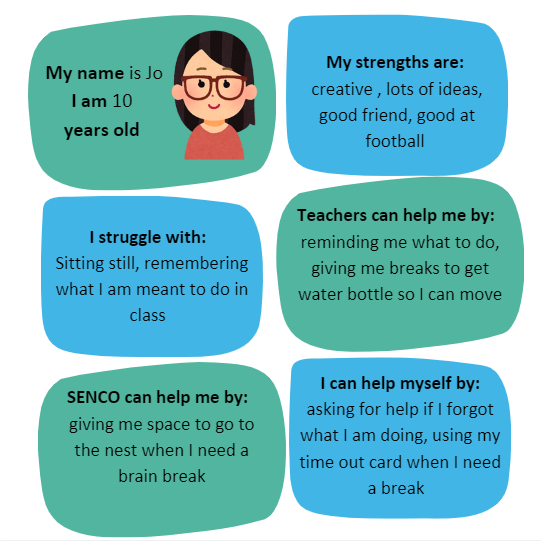 My name is Jo
I am 10
years old
My strengths are:
creative , lots of ideas,
good friend, good at
football
I struggle with:
Sitting still, remembering
what I am meant to do in
class
Teachers can help me by:
reminding me what to do,
giving me breaks to get
water bottle so I can move
SENCO can help me by:
giving me space to go to
the nest when I need a
brain break
I can help myself by:
asking for help if I forgot
what I am doing, using my
time out card when I need
a break